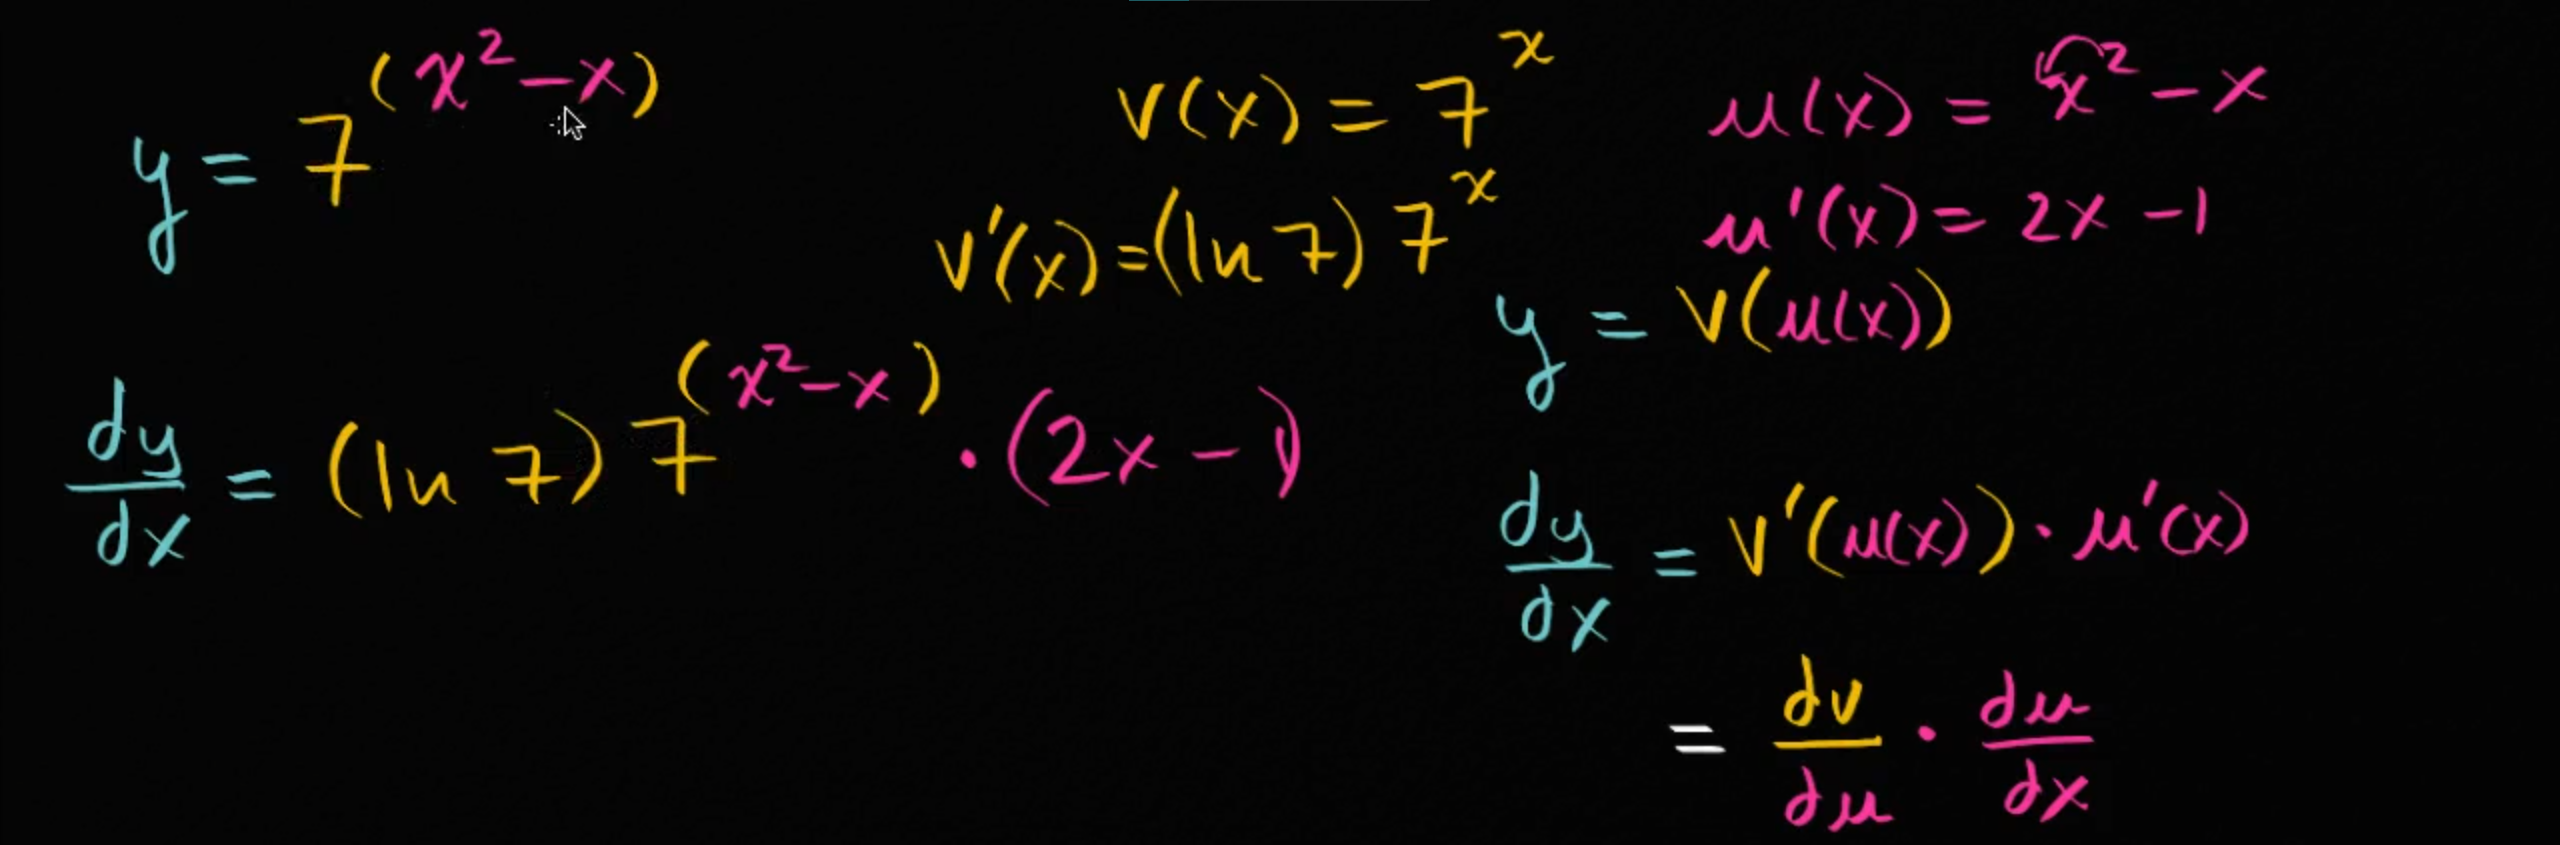 y = 7^(x² - x)
v(x) = 7^x
u(x) = x² - x
v'(x) = (ln 7) 7^x
u'(x) = 2x - 1
y = v(u(x))
dy/dx = (ln 7) 7^(x² - x) · (2x - 1)
dy/dx = v'(u(x)) · u'(x)
= dv/du · du/dx